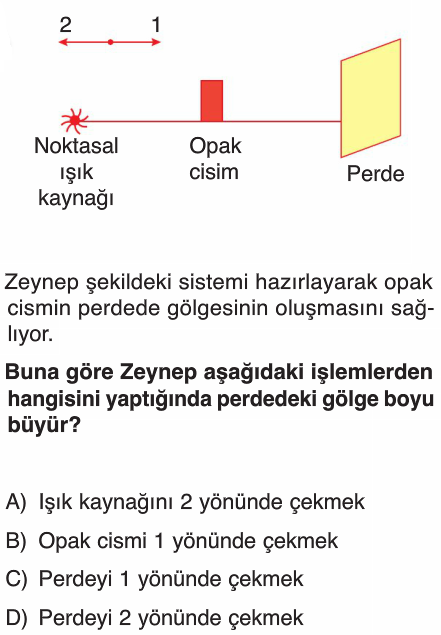 2 1
Noktasal
ışık
kaynağı
Opak
cisim
Perde
Zeynep şekildeki sistemi hazırlayarak opak
cismin perdede gölgesinin oluşmasını sağ-
lıyor.
Buna göre Zeynep aşağıdaki işlemlerden
hangisini yaptığında perdedeki gölge boyu
büyür?
A) Işık kaynağını 2 yönünde çekmek
B) Opak cismi 1 yönünde çekmek
C) Perdeyi 1 yönünde çekmek
D) Perdeyi 2 yönünde çekmek